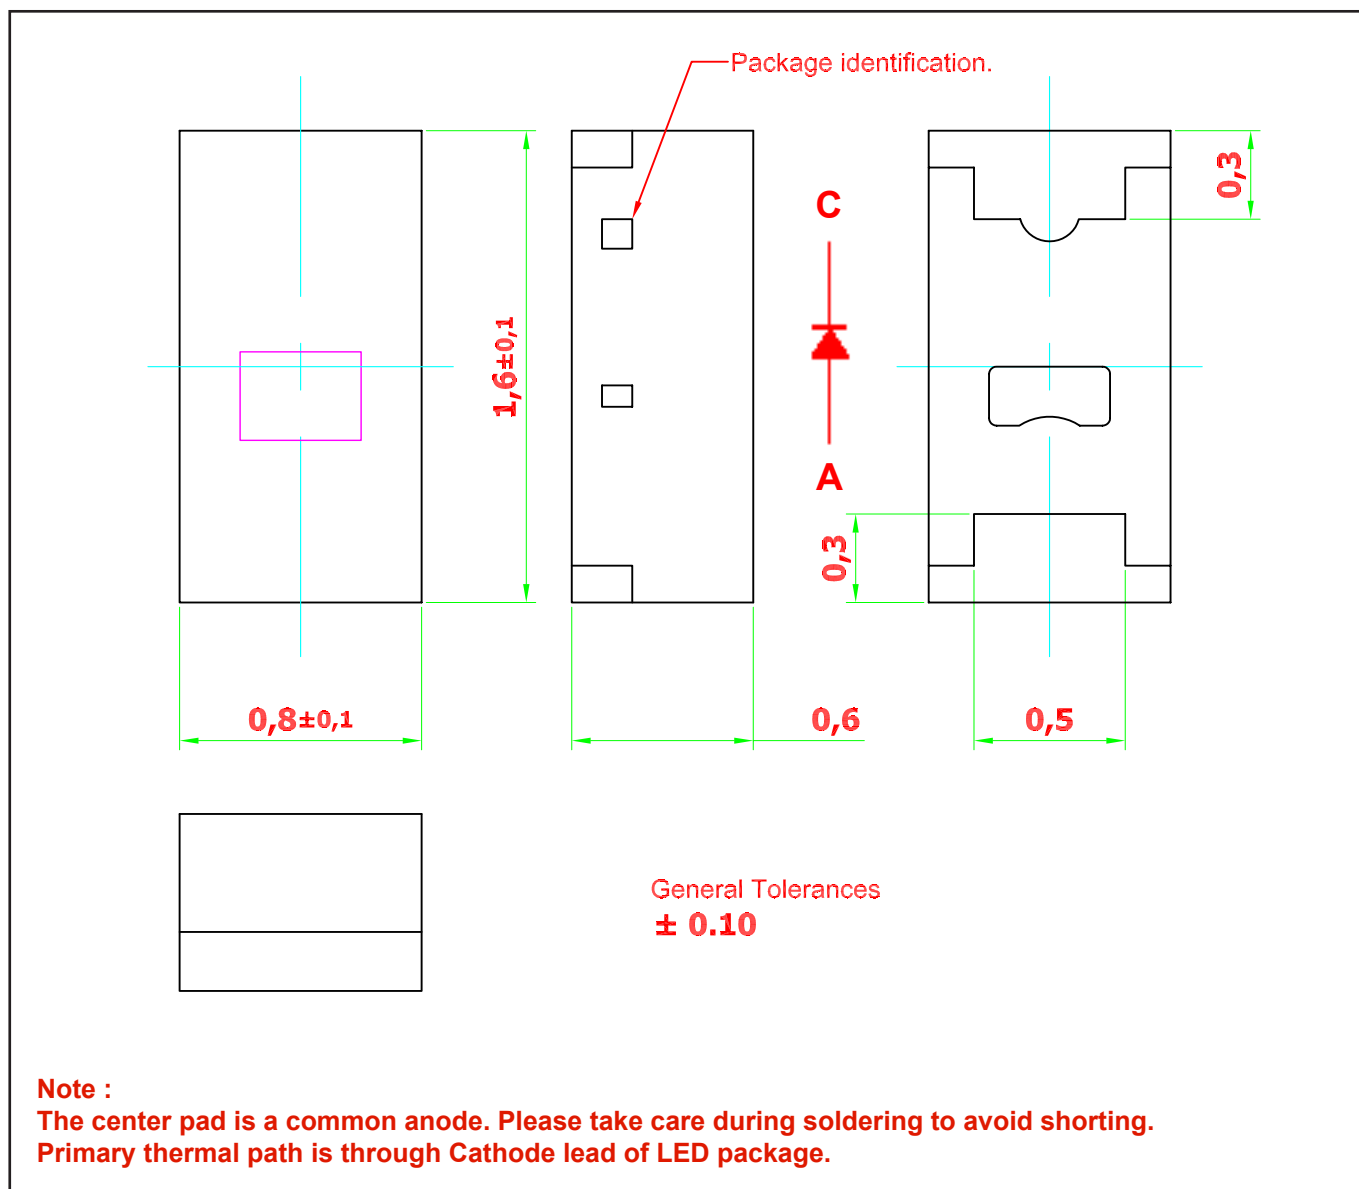 Package identification.
0,3
C
1,6±0,1
A
0,3
0,8±0,1
0,6
0,5
General Tolerances
± 0.10
Note :
The center pad is a common anode. Please take care during soldering to avoid shorting.
Primary thermal path is through Cathode lead of LED package.